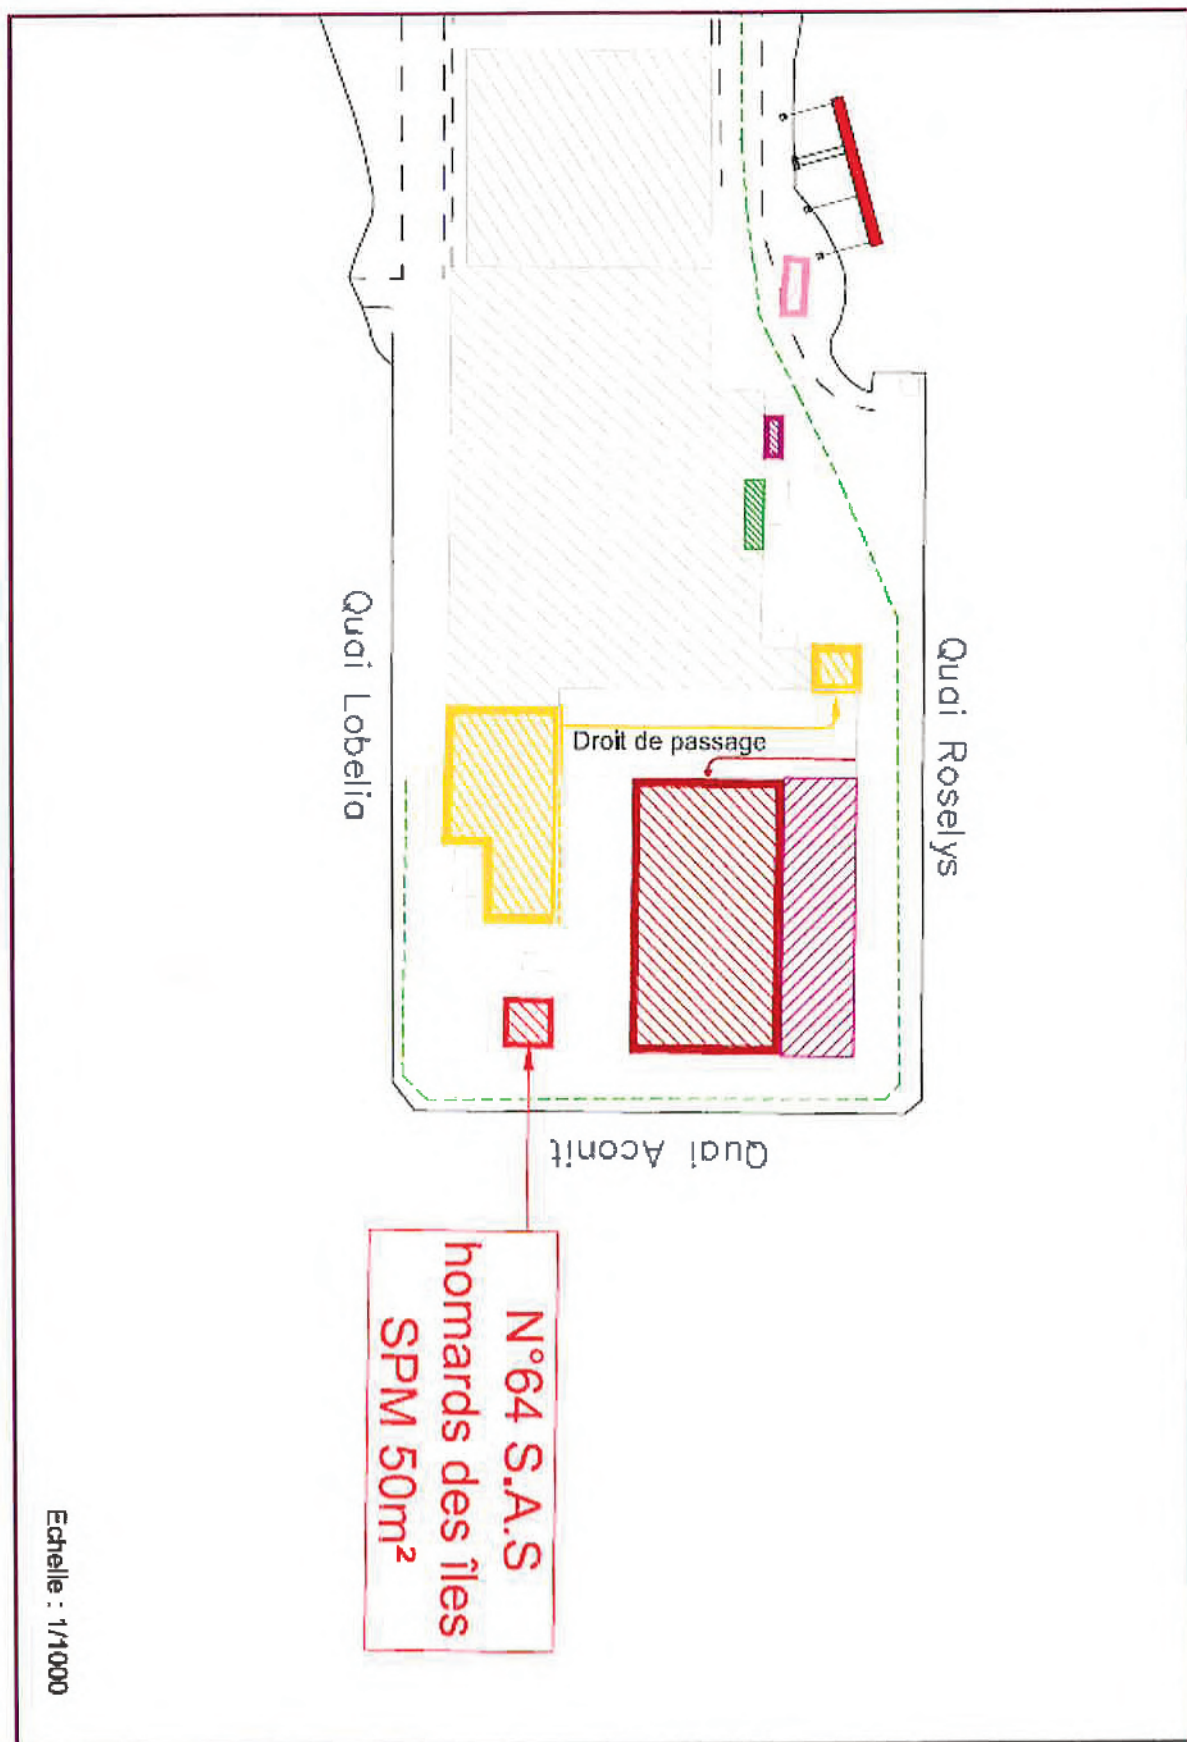 Quai Roselys
Quai Lobelia
Droit de passage
Quai Aconit
N°64 S.A.S
homards des îles
SPM 50m²
Echelle : 1/1000